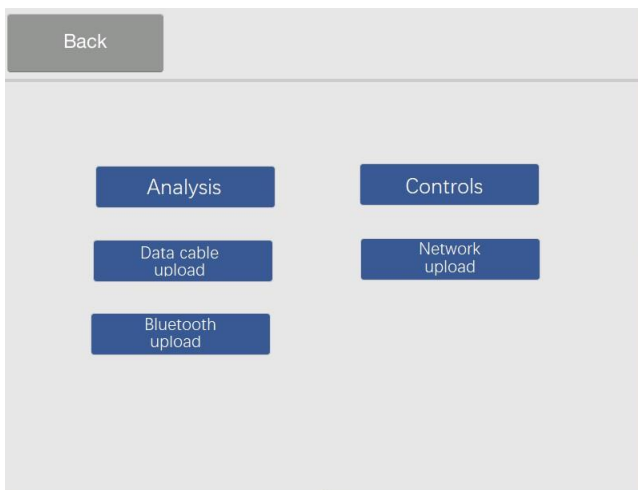 Back
Analysis
Controls
Data cable
upload
Network
upload
Bluetooth
upload